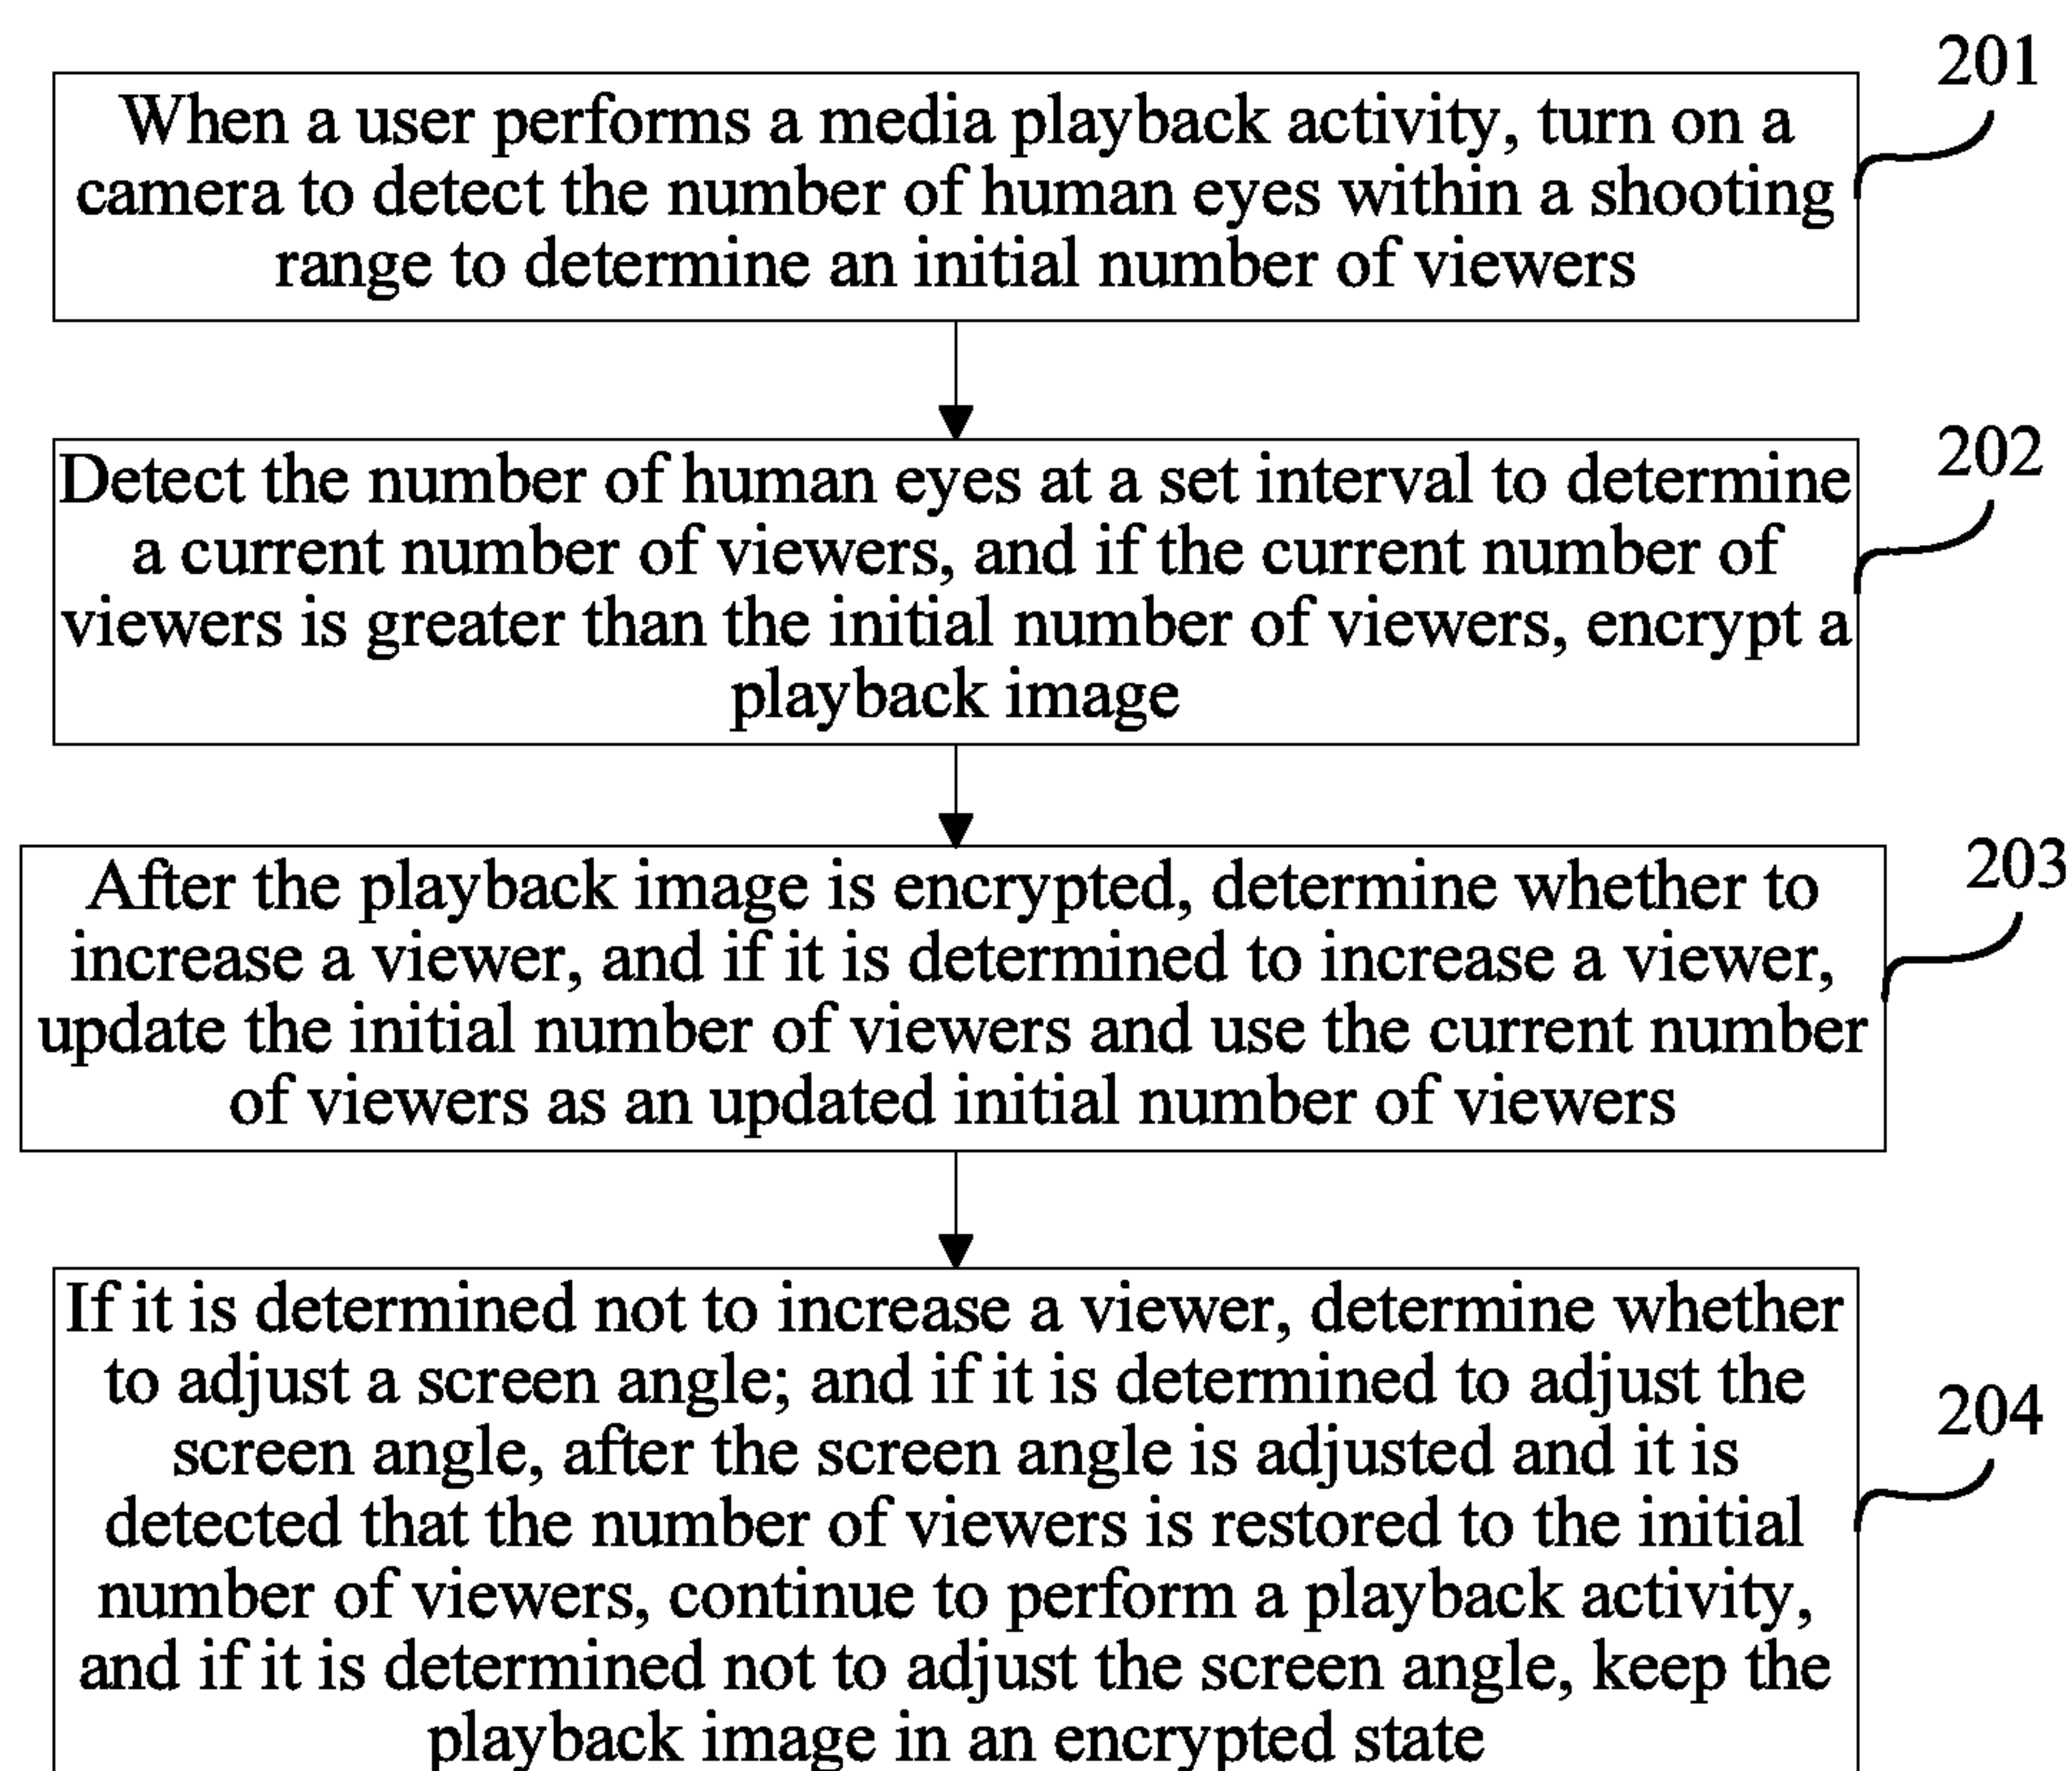 201
When a user performs a media playback activity, turn on a
camera to detect the number of human eyes within a shooting
range to determine an initial number of viewers
202
Detect the number of human eyes at a set interval to determine
a current number of viewers, and if the current number of
viewers is greater than the initial number of viewers, encrypt a
playback image
203
After the playback image is encrypted, determine whether to
increase a viewer, and if it is determined to increase a viewer,
update the initial number of viewers and use the current number
of viewers as an updated initial number of viewers
If it is determined not to increase a viewer, determine whether
to adjust a screen angle; and if it is determined to adjust the
204
screen angle, after the screen angle is adjusted and it is
detected that the number of viewers is restored to the initial
number of viewers, continue to perform a playback activity,
and if it is determined not to adjust the screen angle, keep the
playback image in an encrypted state